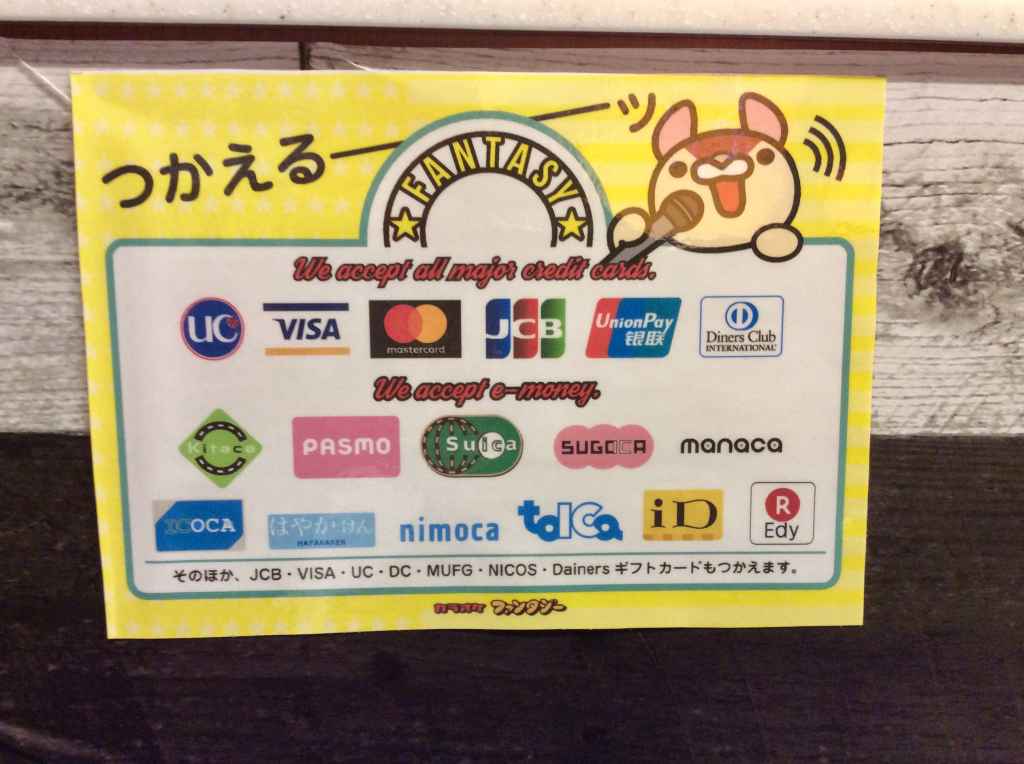 つかえるーーッ
FANTASY
We accept all major credit cards.
UC VISA mastercard JCB UnionPay 银联 Diners Club INTERNATIONAL
We accept e-money.
Kitaca PASMO Suica SUGOCA manaca
ICOCA はやかけん HAYAKAKEN nimoca toICa iD R Edy
そのほか、JCB・VISA・UC・DC・MUFG・NICOS・Dainers ギフトカードもつかえます。
カラオケ ファンタジー